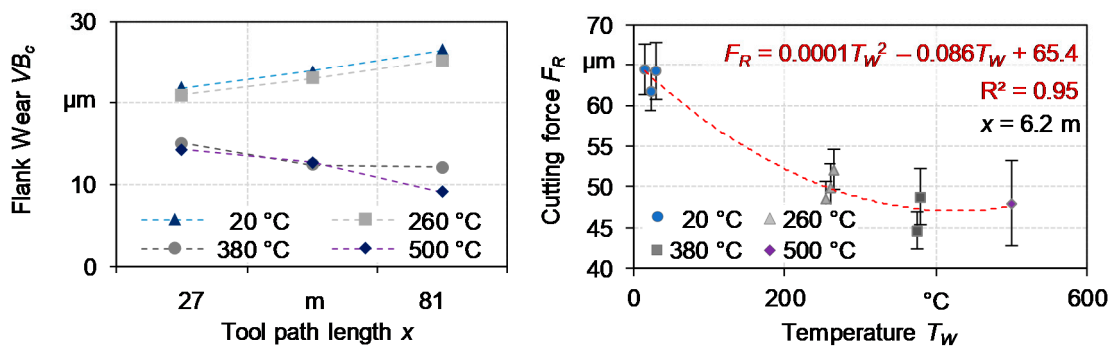 30
µm
10
0
Flank Wear VBc
20 °C
260 °C
380 °C
500 °C
27
m
81
Tool path length x
70
µm
60
55
50
45
40
Cutting force FR
FR = 0.0001TW² − 0.086TW + 65.4
R² = 0.95
x = 6.2 m
20 °C
260 °C
380 °C
500 °C
0
200
°C
600
Temperature TW